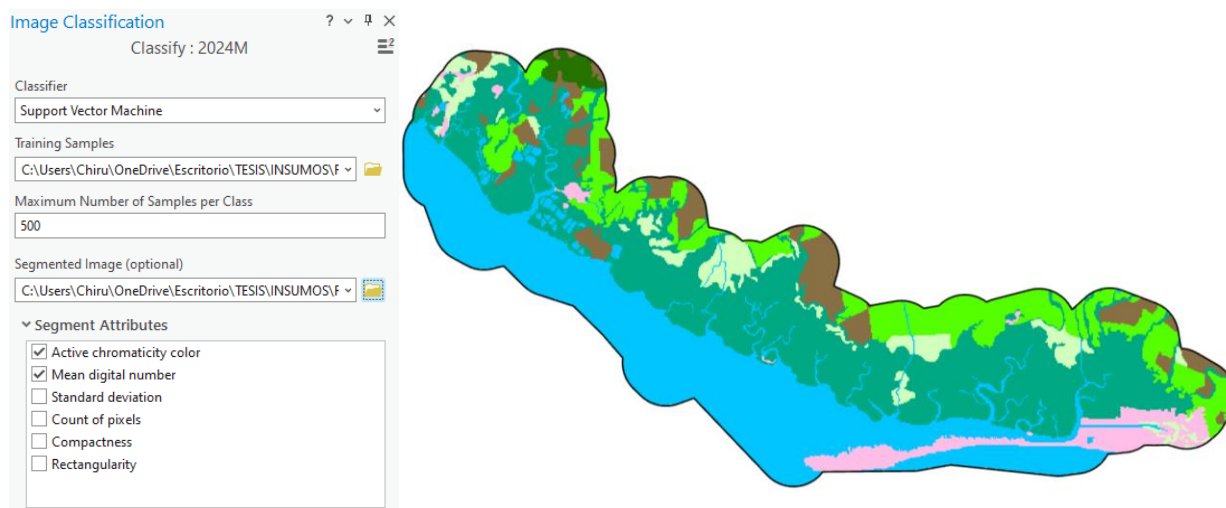 Image Classification
Classify : 2024M
2
Classifier
Support Vector Machine
Training Samples
C:\Users\Chiru\OneDrive\Escritorio\TESIS\INSUMOS\F
Maximum Number of Samples per Class
500
Segmented Image (optional)
C:\Users\Chiru\OneDrive\Escritorio\TESIS\INSUMOS\F
Segment Attributes
Active chromaticity color
Mean digital number
Standard deviation
Count of pixels
Compactness
Rectangularity